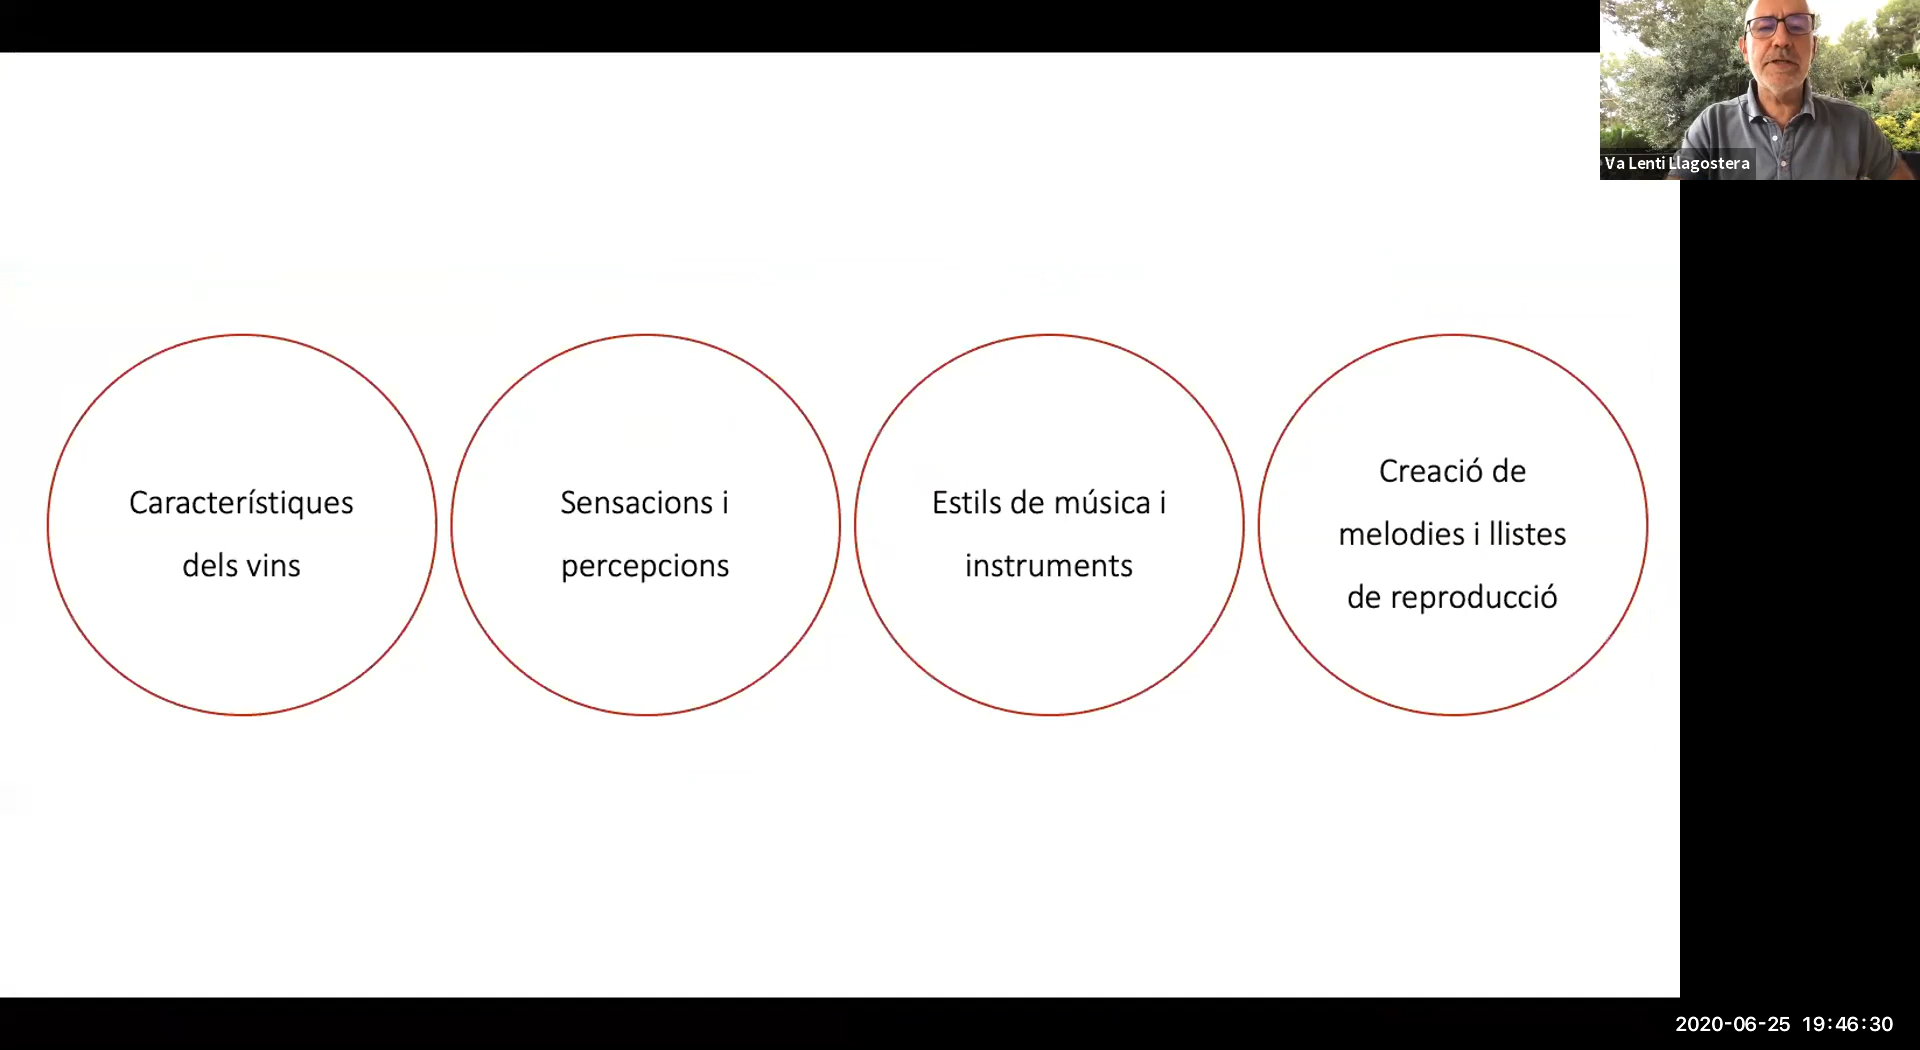 Va Lenti Llagostera
Característiques
dels vins
Sensacions i
percepcions
Estils de música i
instruments
Creació de
melodies i llistes
de reproducció
2020-06-25 19:46:30